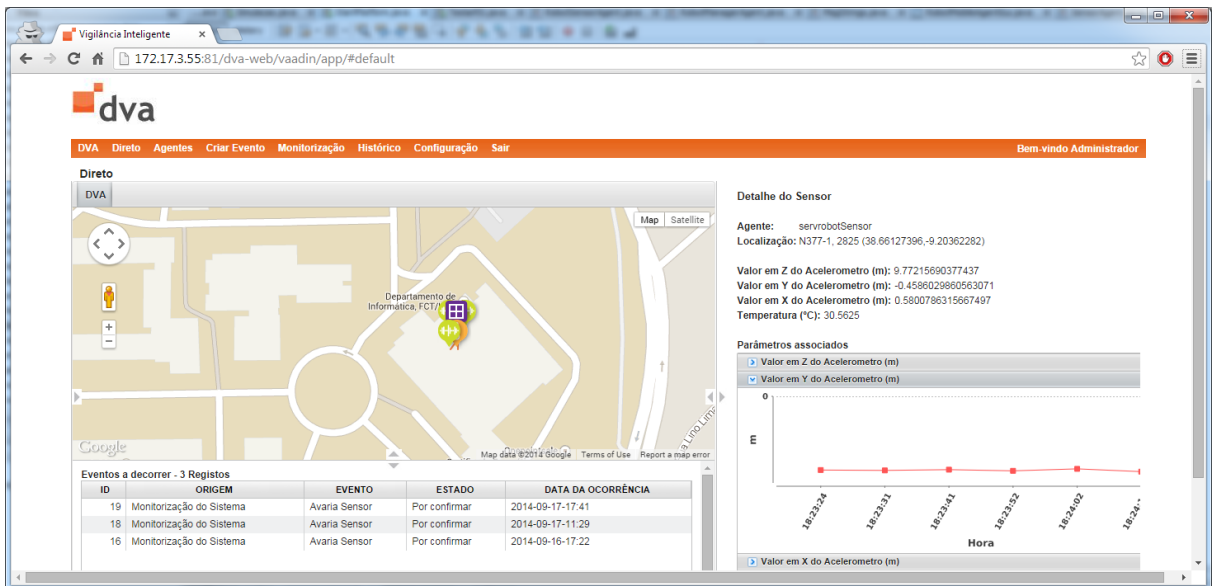 Vigilância Inteligente
172.17.3.55:81/dva-web/vaadin/app/#default
dva
DVA Direto Agentes Criar Evento Monitorização Histórico Configuração Sair Bem-vindo Administrador
Direto
DVA
Map Satellite
Departamento de
Informatica, FCT/
a Lino Lima
Google
Map data ©2014 Google Terms of Use Report a map error
Eventos a decorrer - 3 Registos
ID ORIGEM EVENTO ESTADO DATA DA OCORRÊNCIA
19 Monitorização do Sistema Avaria Sensor Por confirmar 2014-09-17-17:41
18 Monitorização do Sistema Avaria Sensor Por confirmar 2014-09-17-11:29
16 Monitorização do Sistema Avaria Sensor Por confirmar 2014-09-16-17:22
Detalhe do Sensor
Agente: servrobotSensor
Localização: N377-1, 2825 (38.66127396,-9.20362282)
Valor em Z do Acelerometro (m): 9.77215690377437
Valor em Y do Acelerometro (m): -0.4586029860563071
Valor em X do Acelerometro (m): 0.5800786315667497
Temperatura (°C): 30.5625
Parâmetros associados
Valor em Z do Acelerometro (m)
Valor em Y do Acelerometro (m)
0
m
18:23:24 18:23:31 18:23:41 18:23:52 18:24:02 18:24:
Hora
Valor em X do Acelerometro (m)